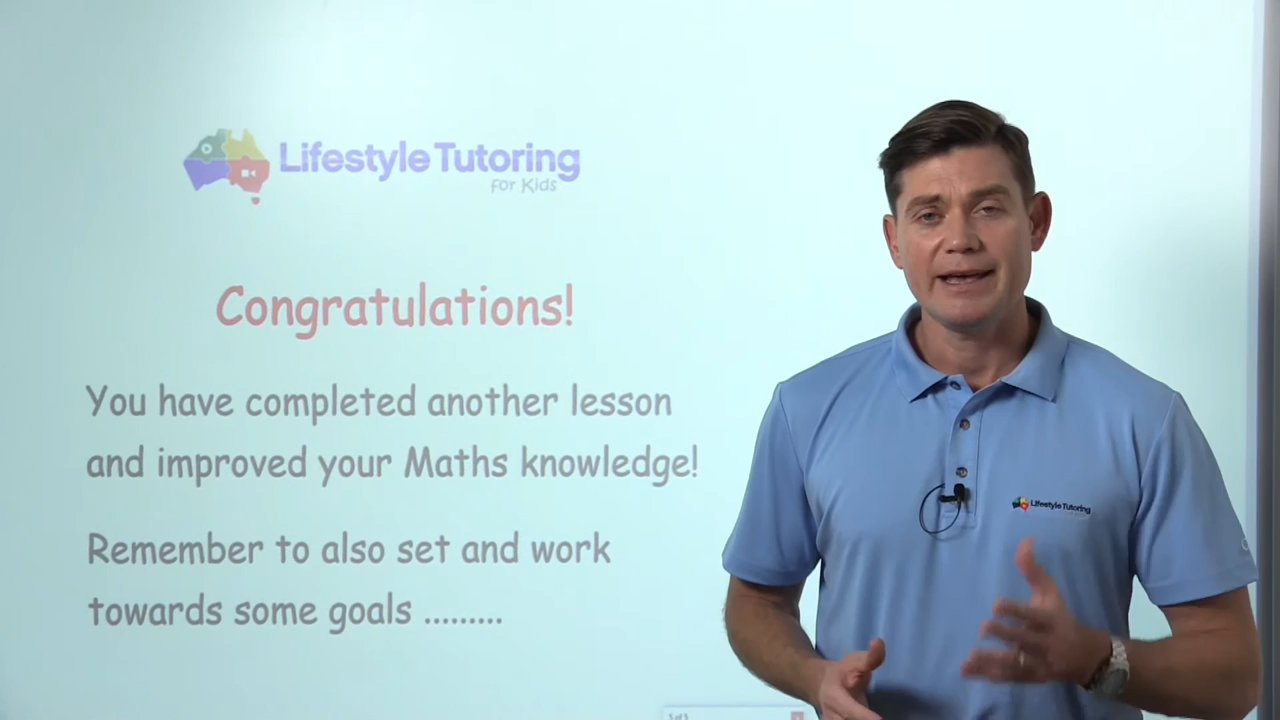 Lifestyle Tutoring
for Kids
Congratulations!
You have completed another lesson
and improved your Maths knowledge!
Remember to also set and work
towards some goals .........
Lifestyle Tutoring